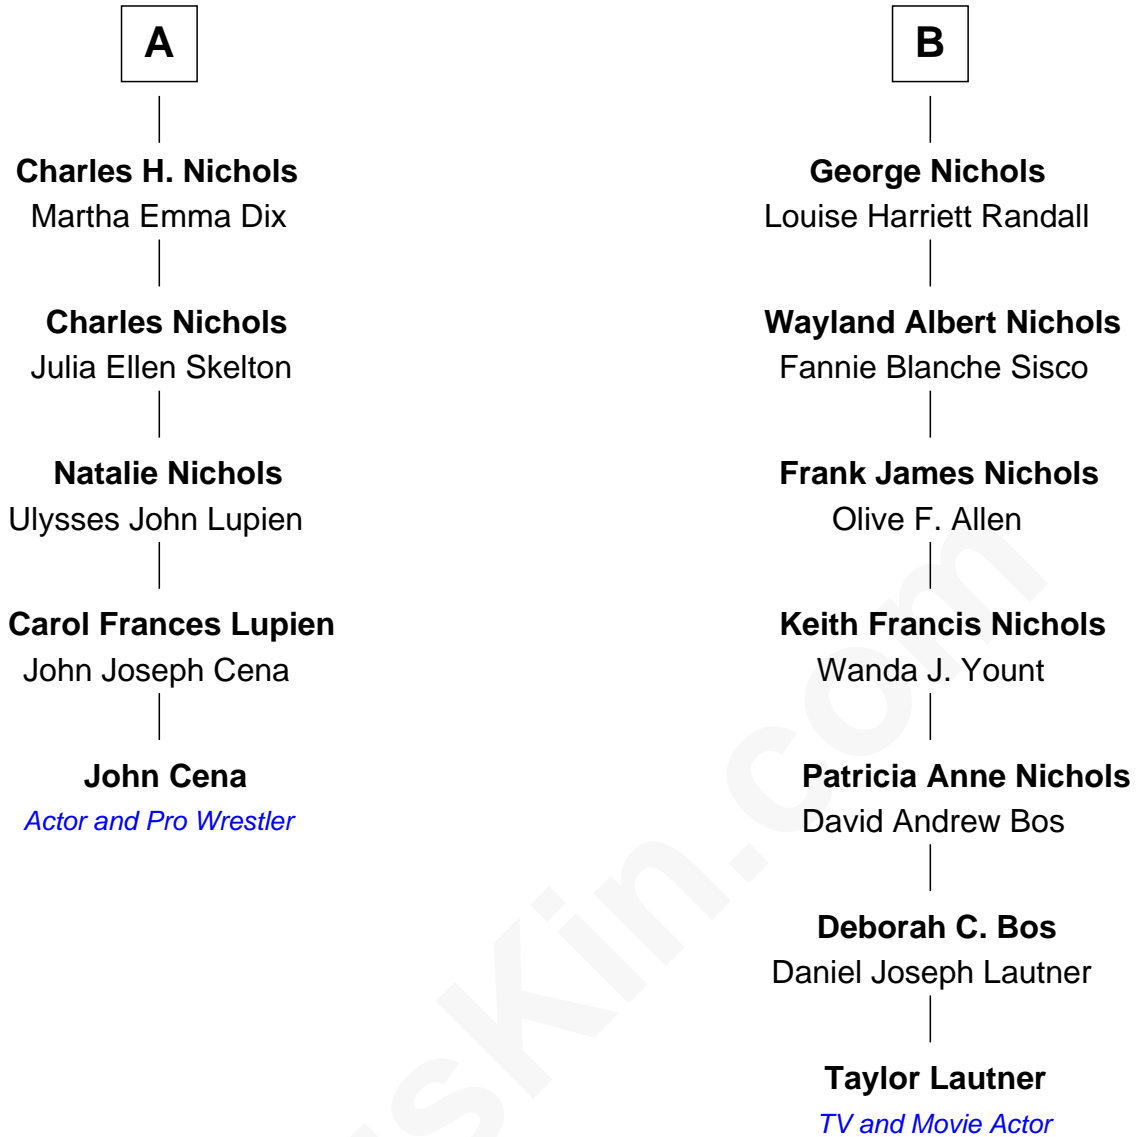 A
Charles H. Nichols
Martha Emma Dix
Charles Nichols
Julia Ellen Skelton
Natalie Nichols
Ulysses John Lupien
Carol Frances Lupien
John Joseph Cena
John Cena
Actor and Pro Wrestler
B
George Nichols
Louise Harriett Randall
Wayland Albert Nichols
Fannie Blanche Sisco
Frank James Nichols
Olive F. Allen
Keith Francis Nichols
Wanda J. Yount
Patricia Anne Nichols
David Andrew Bos
Deborah C. Bos
Daniel Joseph Lautner
Taylor Lautner
TV and Movie Actor
sKin.com